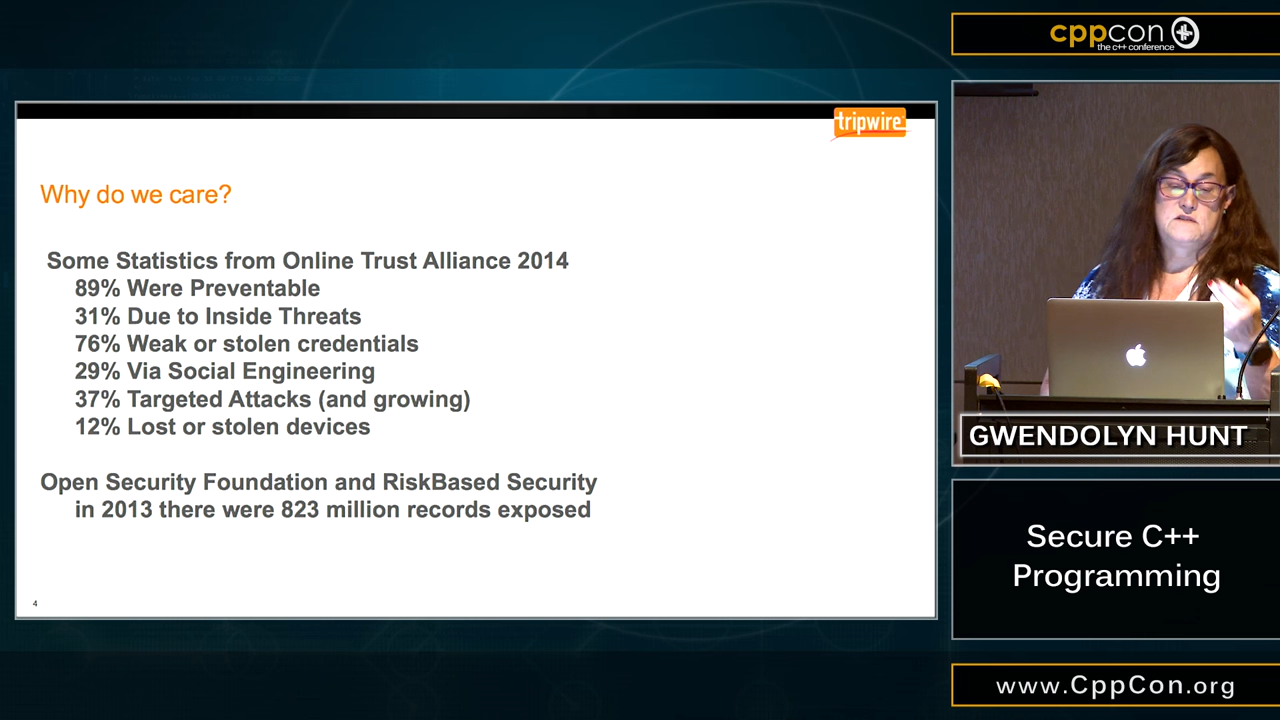 cppcon
the c++ conference
tripwire
Why do we care?
Some Statistics from Online Trust Alliance 2014
89% Were Preventable
31% Due to Inside Threats
76% Weak or stolen credentials
29% Via Social Engineering
37% Targeted Attacks (and growing)
12% Lost or stolen devices
Open Security Foundation and RiskBased Security
in 2013 there were 823 million records exposed
4
GWENDOLYN HUNT
Secure C++
Programming
www.CppCon.org